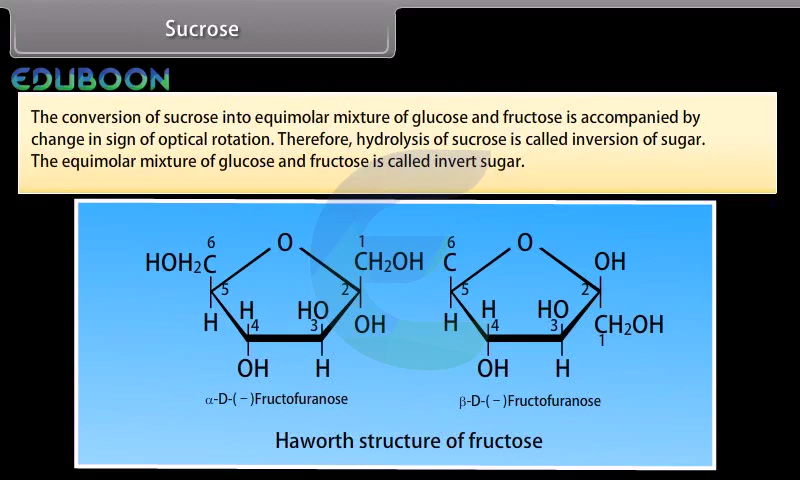 Sucrose
EDUBOON
The conversion of sucrose into equimolar mixture of glucose and fructose is accompanied by
change in sign of optical rotation. Therefore, hydrolysis of sucrose is called inversion of sugar.
The equimolar mixture of glucose and fructose is called invert sugar.
6 O 1
HOH₂C CH₂OH
5 2
H H HO OH
4 3
OH H
α-D-(−)Fructofuranose
6 O
C OH
5 2
H H HO CH₂OH
4 3 1
OH H
β-D-(−)Fructofuranose
Haworth structure of fructose